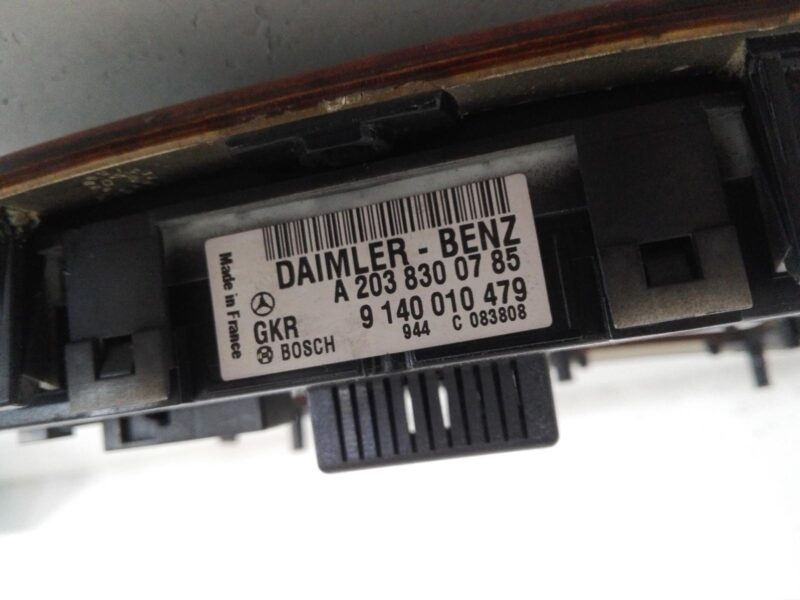 DAIMLER - BENZ
A 203 830 07 85
GKR 9 140 010 479
BOSCH 944 C 083808
Made in France